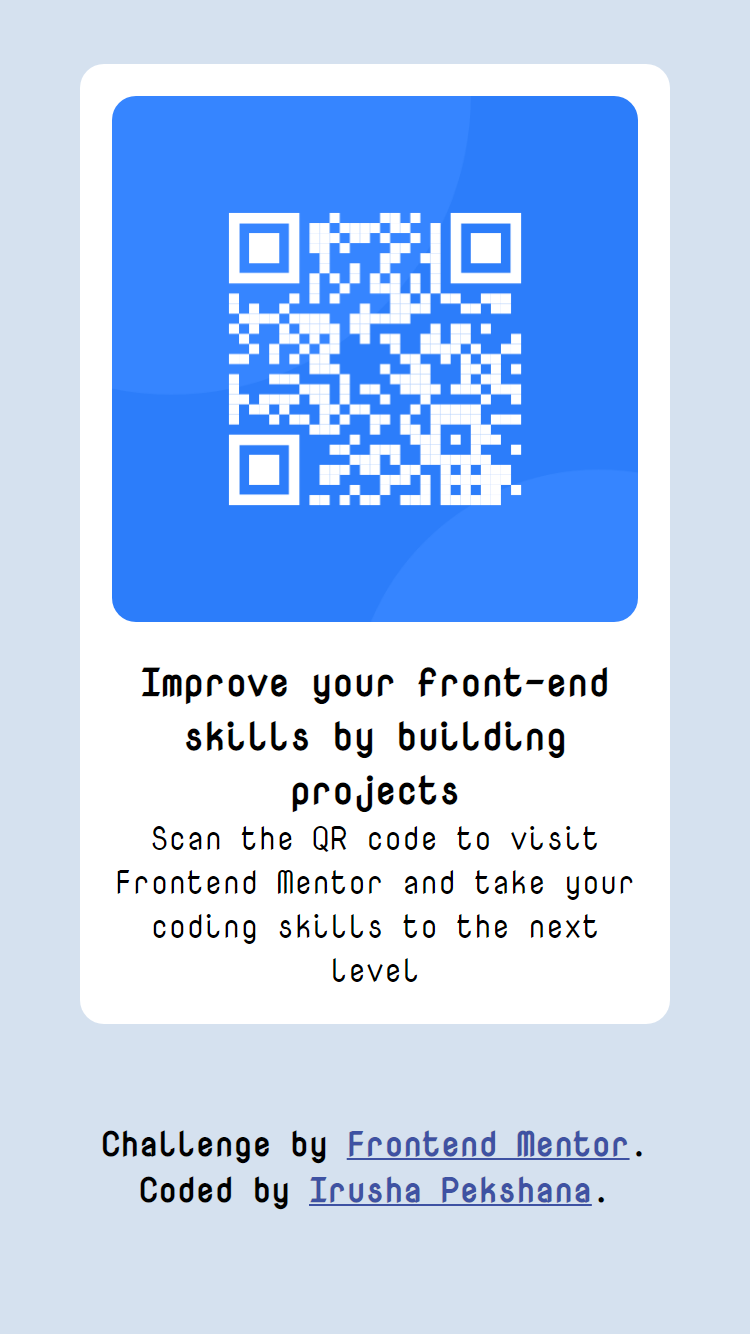 Improve your front-end
skills by building
projects
Scan the QR code to visit
Frontend Mentor and take your
coding skills to the next
level
Challenge by Frontend Mentor.
Coded by Irusha Pekshana.